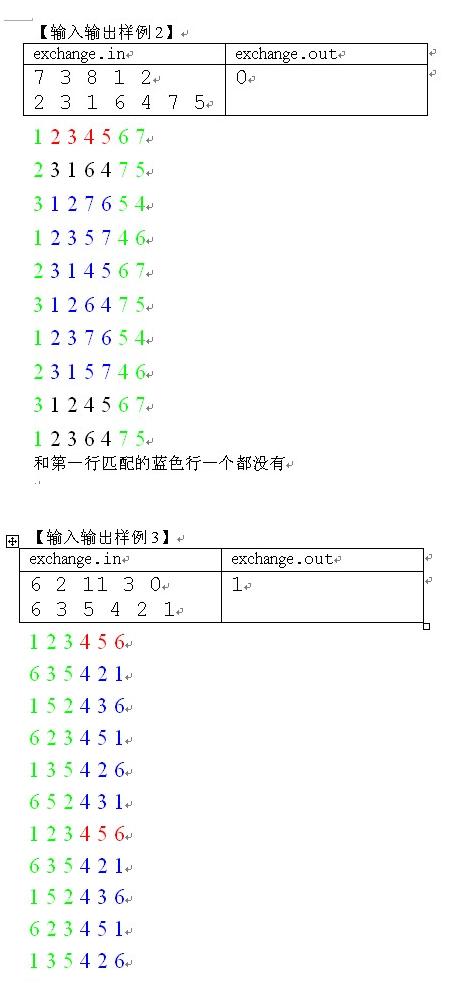 【输入输出样例 2】
exchange.in exchange.out
7 3 8 1 2 0
2 3 1 6 4 7 5
1 2 3 4 5 6 7
2 3 1 6 4 7 5
3 1 2 7 6 5 4
1 2 3 5 7 4 6
2 3 1 4 5 6 7
3 1 2 6 4 7 5
1 2 3 7 6 5 4
2 3 1 5 7 4 6
3 1 2 4 5 6 7
1 2 3 6 4 7 5
和第一行匹配的蓝色行一个都没有
【输入输出样例 3】
exchange.in exchange.out
6 2 11 3 0 1
6 3 5 4 2 1
1 2 3 4 5 6
6 3 5 4 2 1
1 5 2 4 3 6
6 2 3 4 5 1
1 3 5 4 2 6
6 5 2 4 3 1
1 2 3 4 5 6
6 3 5 4 2 1
1 5 2 4 3 6
6 2 3 4 5 1
1 3 5 4 2 6